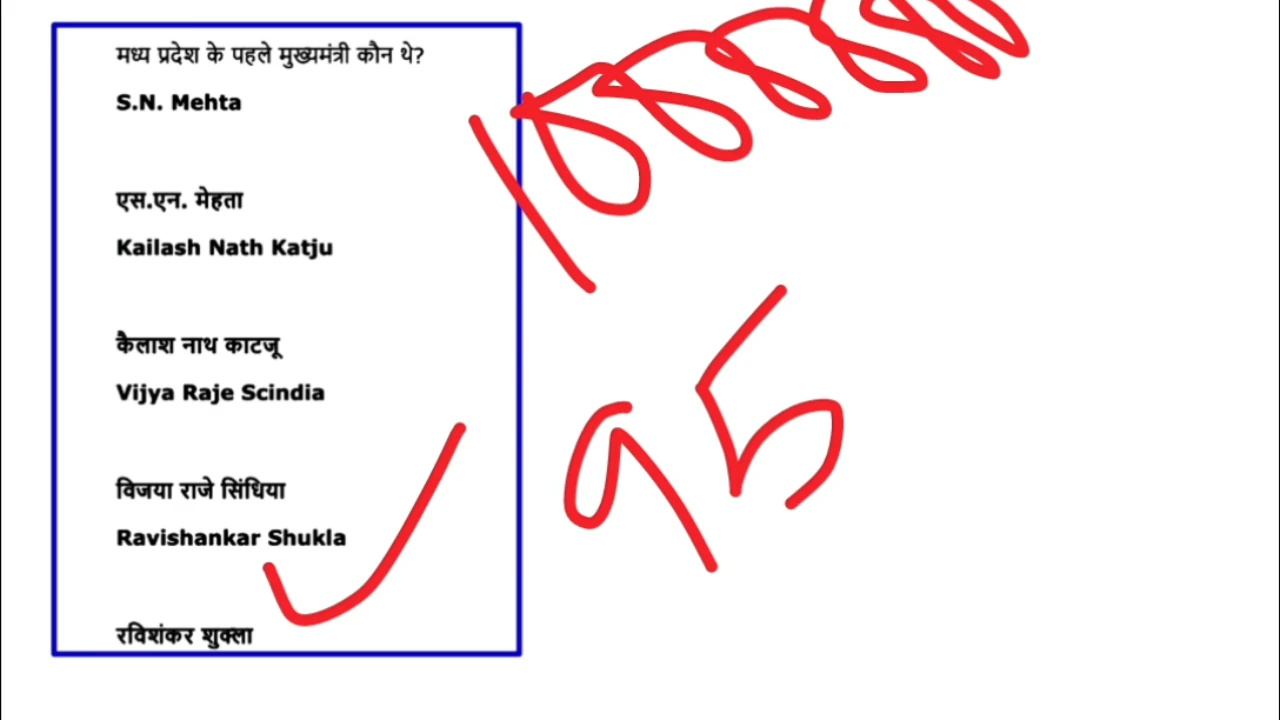 मध्य प्रदेश के पहले मुख्यमंत्री कौन थे?
S.N. Mehta
एस.एन. मेहता
Kailash Nath Katju
कैलाश नाथ काटजू
Vijya Raje Scindia
विजया राजे सिंधिया
Ravishankar Shukla
रविशंकर शुक्ला
95